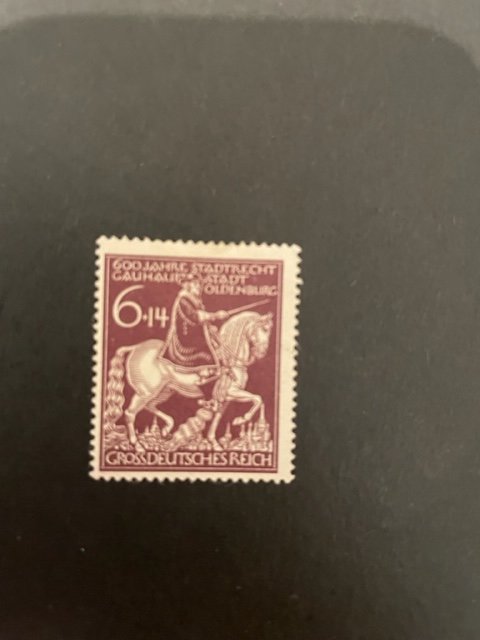 600 JAHRE STADTRECHT
GAUHAUPTSTADT
OLDENBURG
6+14
GROSSDEUTSCHES REICH